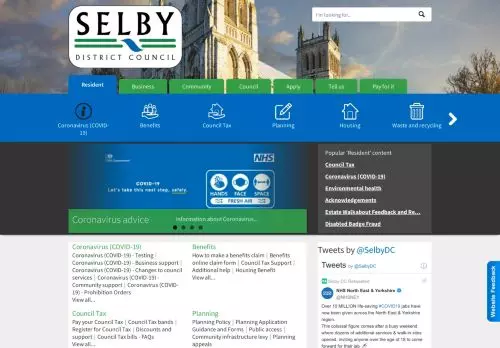 SELBY
DISTRICT COUNCIL
I'm looking for...
Resident
Business
Community
Council
Apply
Tell us
Pay for it
Coronavirus (COVID-
19)
Benefits
Council Tax
Planning
Housing
Waste and recycling
NHS
COVID-19
Let's take this next step, safely.
HANDS FACE SPACE
FRESH AIR
Coronavirus advice
Information about Coronavirus...
Popular 'Resident' content
Council Tax
Coronavirus (COVID-19)
Environmental health
Acknowledgements
Estate Walkabout Feedback and Re...
Disabled Badge Fraud
Coronavirus (COVID-19)
Coronavirus (COVID-19) - Testing |
Coronavirus (COVID-19) - Business support |
Coronavirus (COVID-19) - Changes to council
services | Coronavirus (COVID-19) -
Community support | Coronavirus (COVID-
19) - Prohibition Orders
View all...
Benefits
How to make a benefits claim | Benefits
online claim form | Council Tax Support |
Additional help | Housing Benefit
View all...
Council Tax
Pay your Council Tax | Council Tax bands |
Register for Council Tax | Discounts and
support | Council Tax bills - FAQs
View all...
Planning
Planning Policy | Planning Application
Guidance and Forms | Public access |
Community infrastructure levy | Planning
appeals
Tweets by @SelbyDC
Tweets by @SelbyDC
Selby DC Retweeted
NHS North East & Yorkshire
@NHSNEY
Over 10 MILLION life-saving #COVID19 jabs have
now been given across the North East & Yorkshire
region.
The colossal figure comes after a busy weekend
where dozens of additional services & walk-in sites
opened, inviting anyone over the age of 18 to come
forward for their jab.
Website Feedback